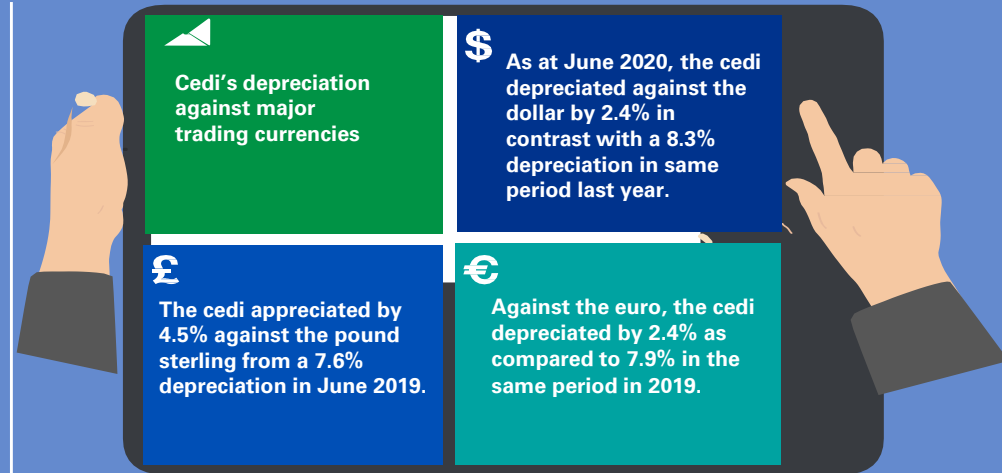 Cedi's depreciation
against major
trading currencies
$
As at June 2020, the cedi
depreciated against the
dollar by 2.4% in
contrast with a 8.3%
depreciation in same
period last year.
£
The cedi appreciated by
4.5% against the pound
sterling from a 7.6%
depreciation in June 2019.
€
Against the euro, the cedi
depreciated by 2.4% as
compared to 7.9% in the
same period in 2019.